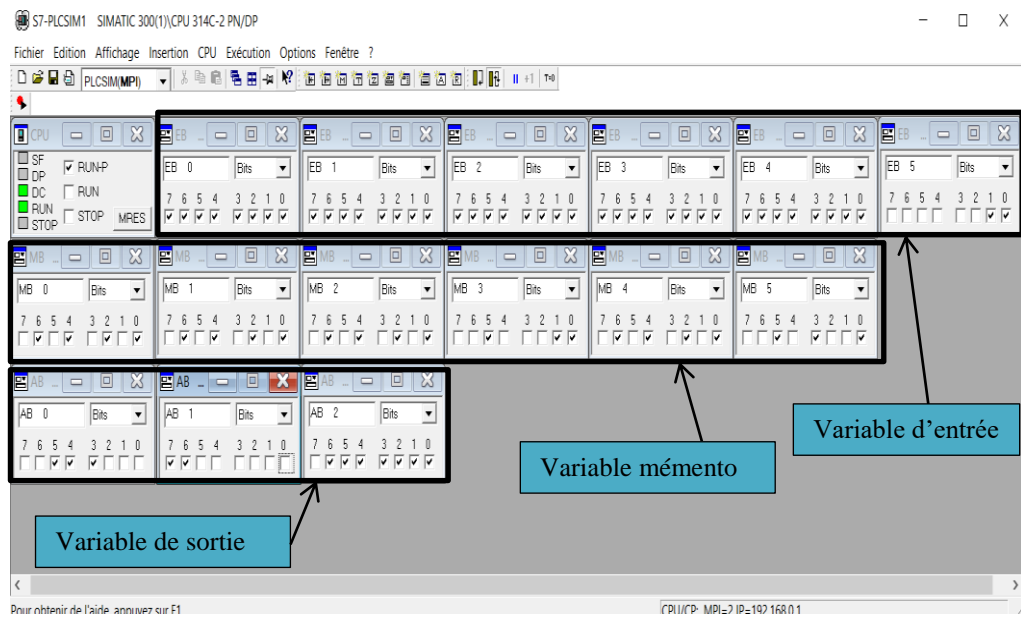 S7-PLCSIM1 SIMATIC 300(1)\CPU 314C-2 PN/DP
Fichier Edition Affichage Insertion CPU Exécution Options Fenêtre ?
PLCSIM(MPI) +1 T=0
CPU EB ... EB ... EB ... EB ... EB ... EB ...
SF DP DC RUN STOP RUN-P RUN STOP MRES
EB 0 Bits EB 1 Bits EB 2 Bits EB 3 Bits EB 4 Bits EB 5 Bits
7 6 5 4 3 2 1 0 7 6 5 4 3 2 1 0 7 6 5 4 3 2 1 0 7 6 5 4 3 2 1 0 7 6 5 4 3 2 1 0 7 6 5 4 3 2 1 0
MB ... MB ... MB ... MB ... MB ... MB ...
MB 0 Bits MB 1 Bits MB 2 Bits MB 3 Bits MB 4 Bits MB 5 Bits
7 6 5 4 3 2 1 0 7 6 5 4 3 2 1 0 7 6 5 4 3 2 1 0 7 6 5 4 3 2 1 0 7 6 5 4 3 2 1 0 7 6 5 4 3 2 1 0
AB ... AB ... AB ...
AB 0 Bits AB 1 Bits AB 2 Bits
7 6 5 4 3 2 1 0 7 6 5 4 3 2 1 0 7 6 5 4 3 2 1 0
Variable d'entrée
Variable mémento
Variable de sortie
Pour obtenir de l'aide, appuyez sur F1. CPU/CP: MPI=2 IP=192.168.0.1